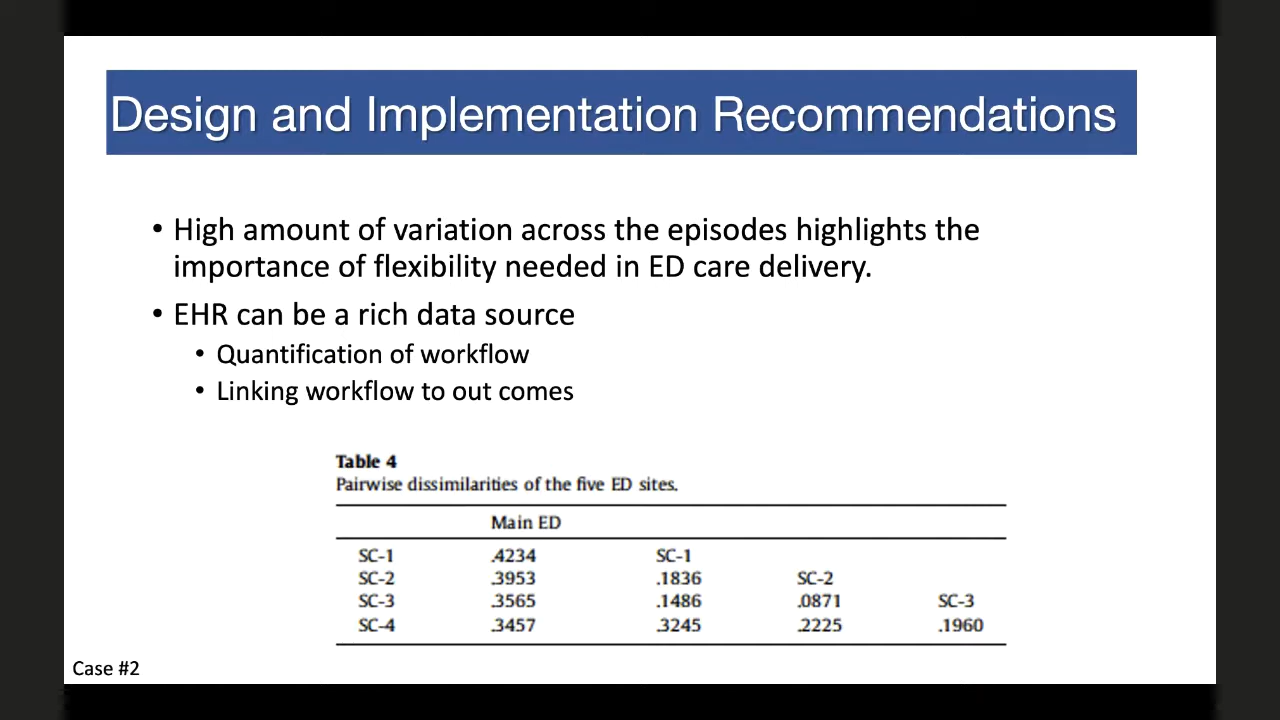 Design and Implementation Recommendations
• High amount of variation across the episodes highlights the
importance of flexibility needed in ED care delivery.
• EHR can be a rich data source
• Quantification of workflow
• Linking workflow to out comes
Table 4
Pairwise dissimilarities of the five ED sites.
Main ED
SC-1 .4234 SC-1
SC-2 .3953 .1836 SC-2
SC-3 .3565 .1486 .0871 SC-3
SC-4 .3457 .3245 .2225 .1960
Case #2